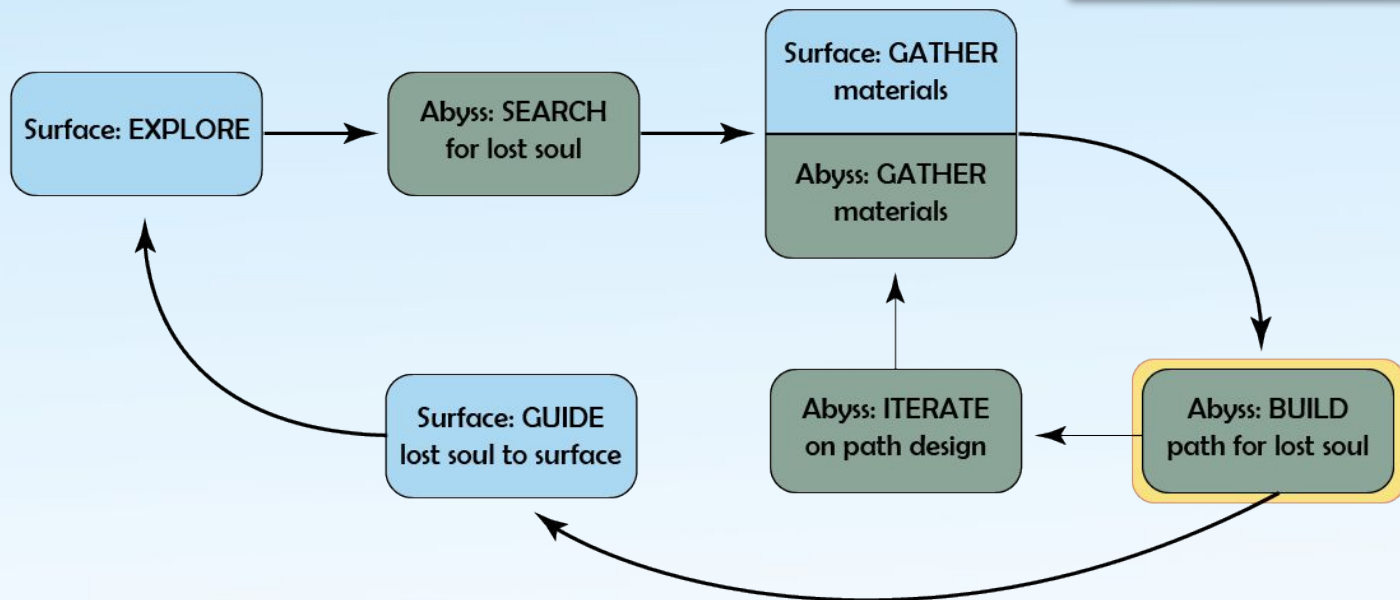 Surface: EXPLORE
Abyss: SEARCH
for lost soul
Surface: GATHER
materials
Abyss: GATHER
materials
Surface: GUIDE
lost soul to surface
Abyss: ITERATE
on path design
Abyss: BUILD
path for lost soul